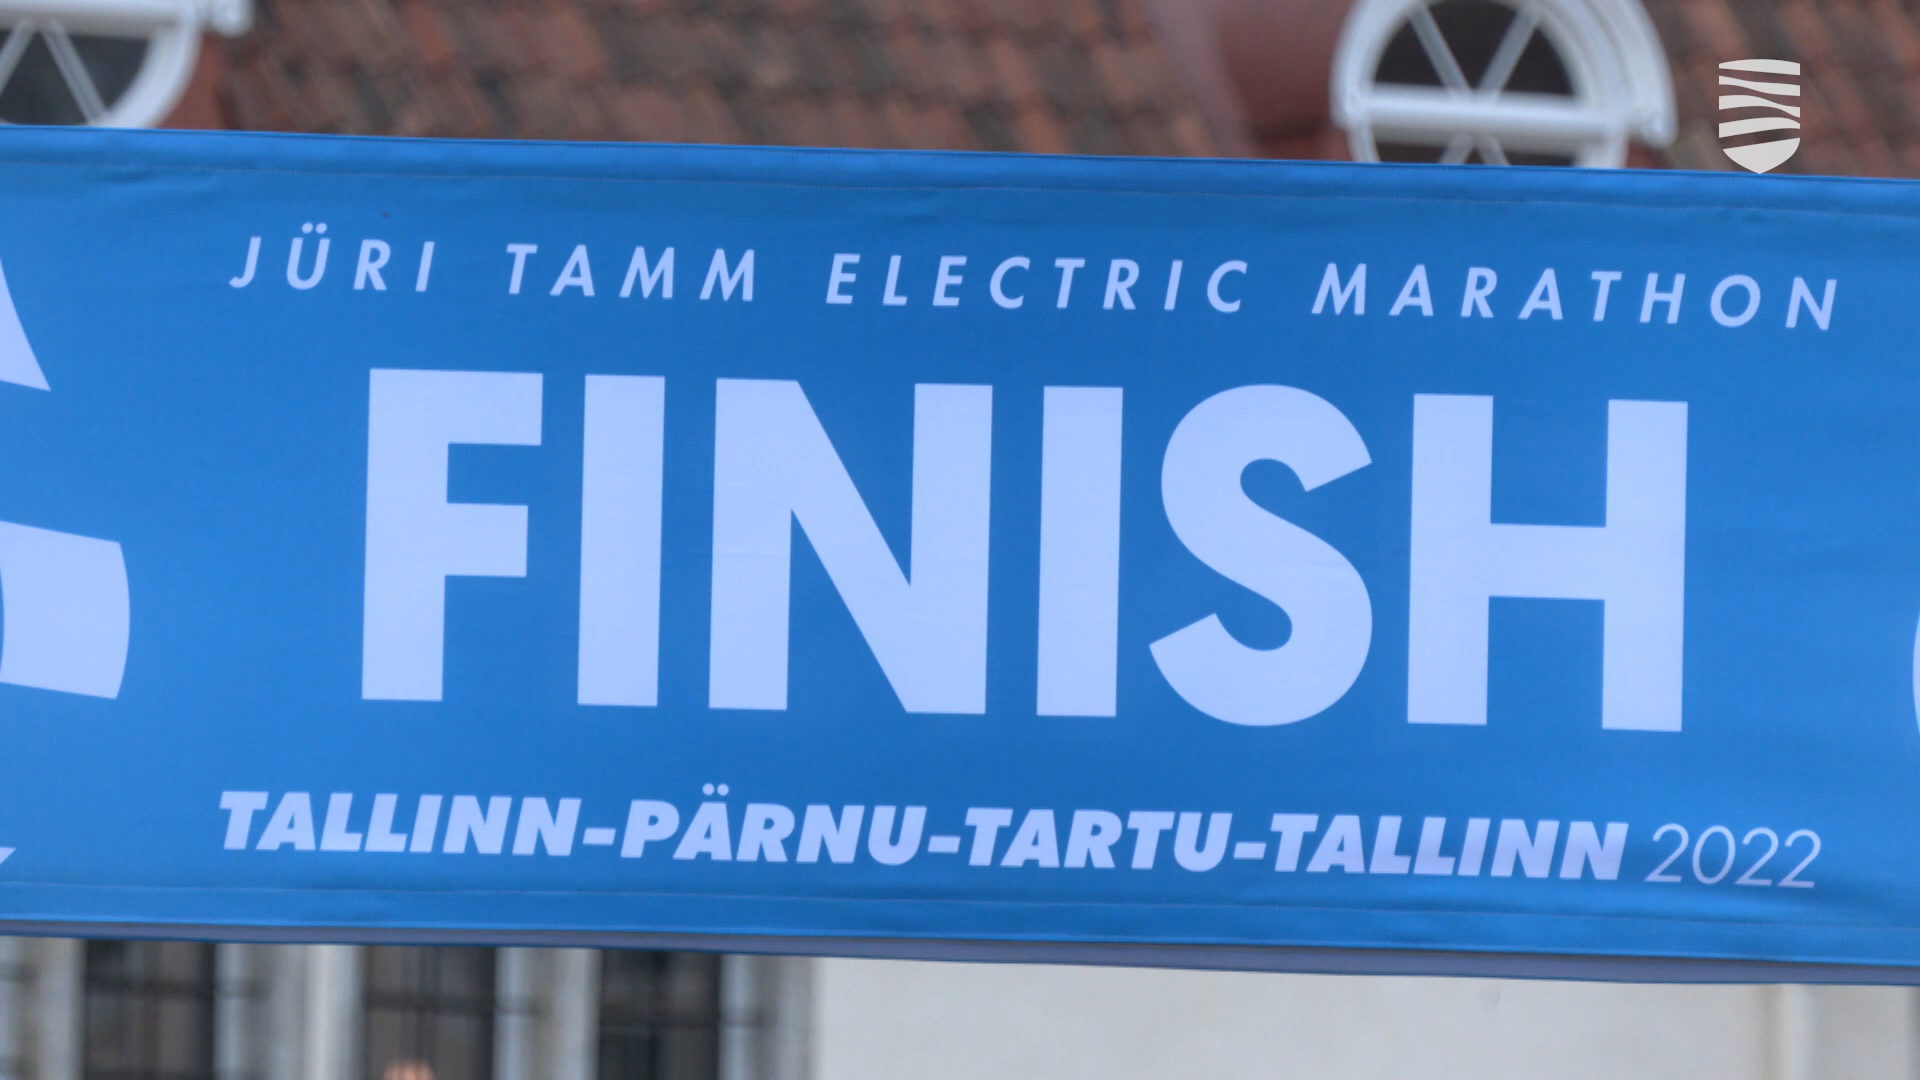 JÜRI TAMM ELECTRIC MARATHON
FINISH
TALLINN-PÄRNU-TARTU-TALLINN 2022